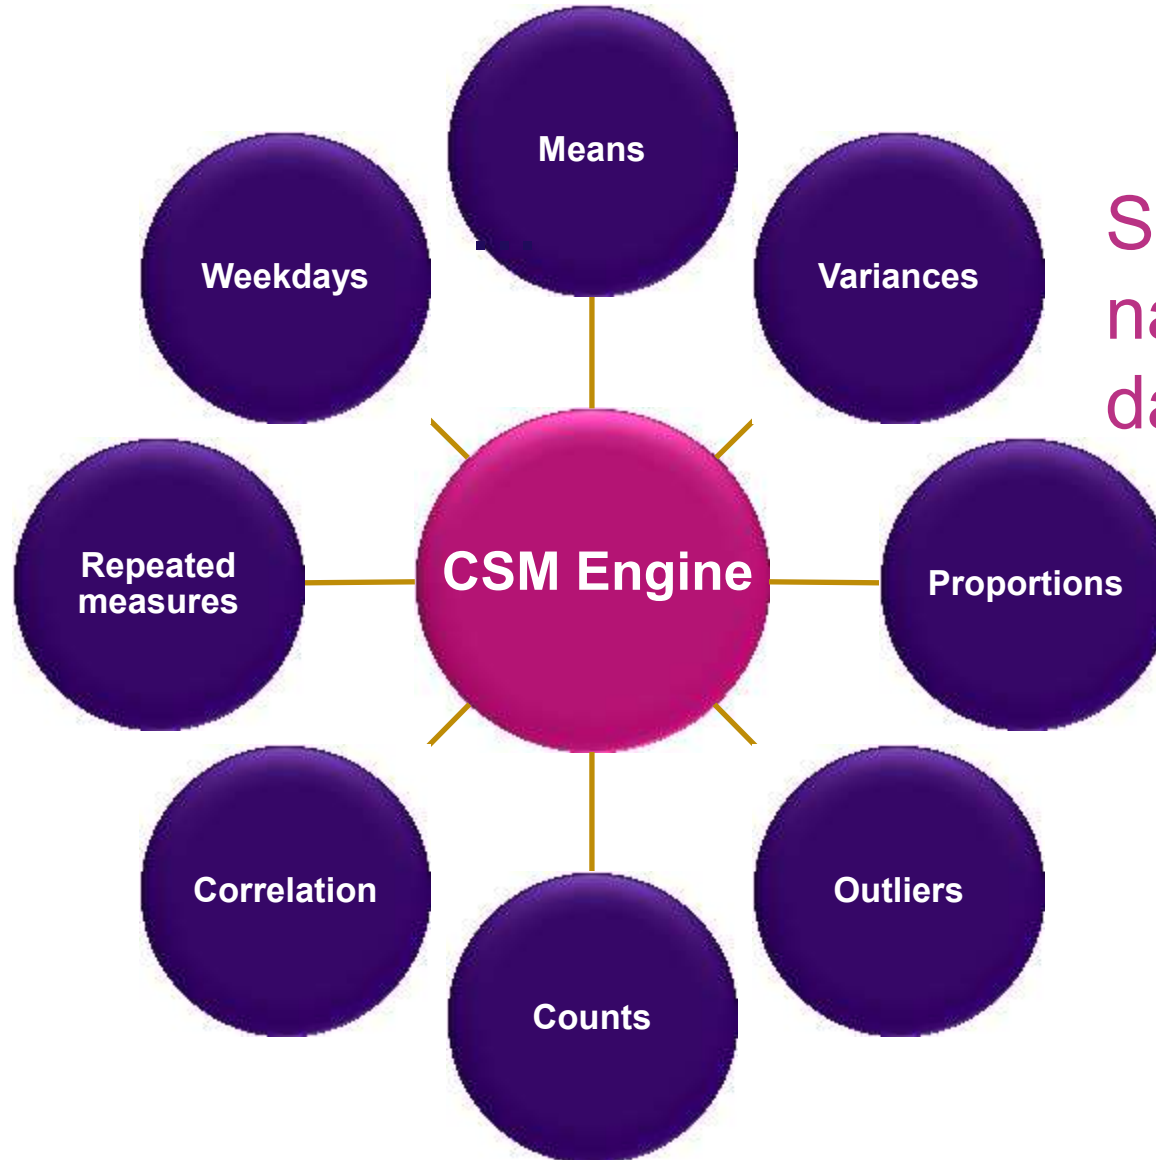 Means
Weekdays
Variances
Repeated
measures
CSM Engine
Proportions
Correlation
Outliers
Counts